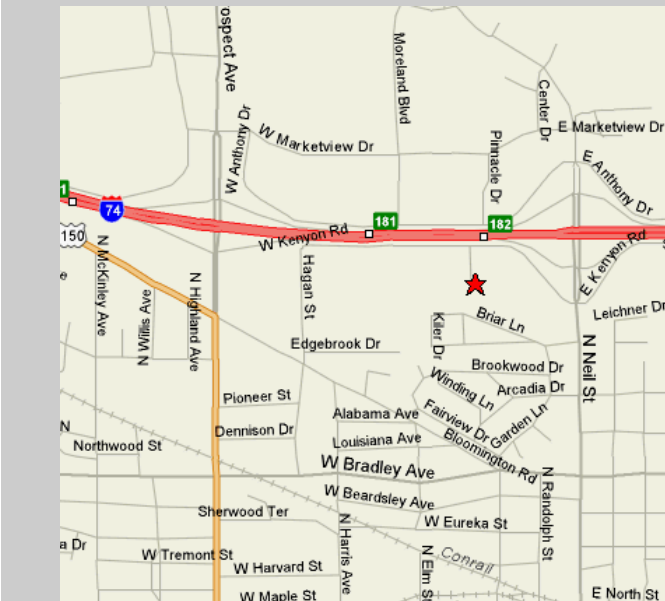 ospect Ave
Moreland Blvd
Center Dr
E Marketview Dr
W Marketview Dr
W Anthony Dr
Pinnacle Dr
E Anthony Dr
1
74
181
182
150
W Kenyon Rd
E Kenyon Rd
N McKinley Ave
N Willis Ave
N Highland Ave
Hagan St
e
Leichner Dr
Briar Ln
Kiler Dr
Edgebrook Dr
N Neil St
Brookwood Dr
Winding Ln
Arcadia Dr
Pioneer St
Alabama Ave
Fairview Dr
Garden Ln
N
Dennison Dr
Northwood St
Louisiana Ave
Bloomington Rd
W Bradley Ave
N Randolph St
W Beardsley Ave
Sherwood Ter
W Eureka St
N Harris Ave
a Dr
W Tremont St
N Elm St
Conrail
W Harvard St
W Maple St
E North St